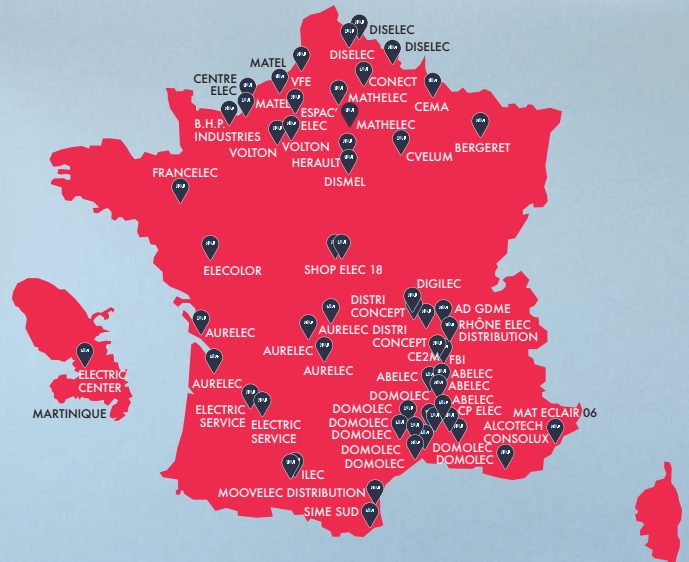 DISELEC
DISELEC
DISELEC
MATEL
VFE
CONECT
CENTRE
ELEC
MATEL
MATHELEC
CEMA
ESPAC'
ELEC
B.H.P.
INDUSTRIES
MATHELEC
VOLTON
VOLTON
HERAULT
CVELUM
BERGERET
DISMEL
FRANCELEC
ELECOLOR
SHOP ELEC 18
DIGILEC
DISTRI
CONCEPT
AD GDME
AURELEC
AURELEC
DISTRI
CONCEPT
RHÔNE ELEC
DISTRIBUTION
AURELEC
CE2M
FBI
AURELEC
ELECTRIC
CENTER
AURELEC
ABELEC
ABELEC
ABELEC
MARTINIQUE
ELECTRIC
SERVICE
ELECTRIC
SERVICE
DOMOLEC
ABELEC
DOMOLEC
CP ELEC
MAT ECLAIR 06
DOMOLEC
DOMOLEC
ALCOTECH
CONSOLUX
DOMOLEC
DOMOLEC
DOMOLEC
DOMOLEC
ILEC
MOOVELEC DISTRIBUTION
SIME SUD